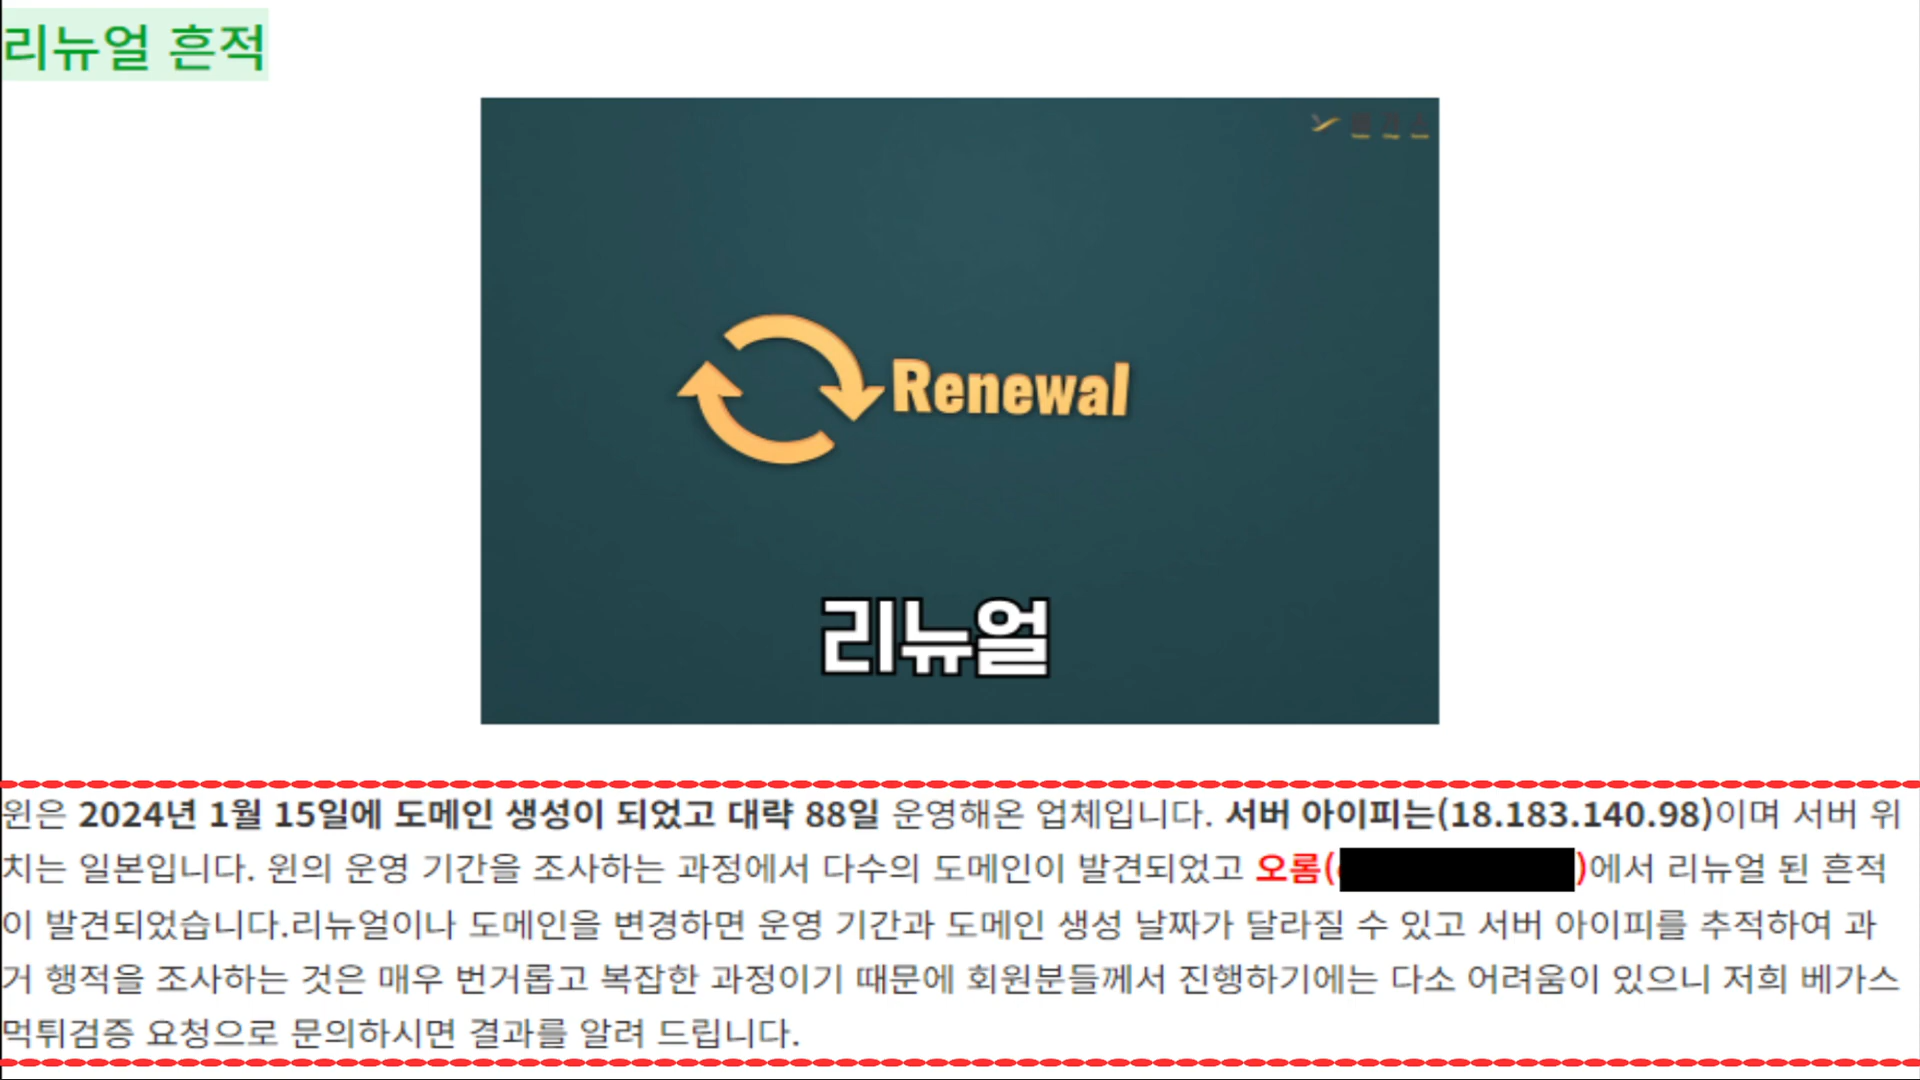 리뉴얼 흔적
Renewal
리뉴얼
윈은 2024년 1월 15일에 도메인 생성이 되었고 대략 88일 운영해온 업체입니다. 서버 아이피는(18.183.140.98)이며 서버 위
치는 일본입니다. 윈의 운영 기간을 조사하는 과정에서 다수의 도메인이 발견되었고 오롬( )에서 리뉴얼 된 흔적
이 발견되었습니다.리뉴얼이나 도메인을 변경하면 운영 기간과 도메인 생성 날짜가 달라질 수 있고 서버 아이피를 추적하여 과
거 행적을 조사하는 것은 매우 번거롭고 복잡한 과정이기 때문에 회원분들께서 진행하기에는 다소 어려움이 있으니 저희 베가스
먹튀검증 요청으로 문의하시면 결과를 알려 드립니다.